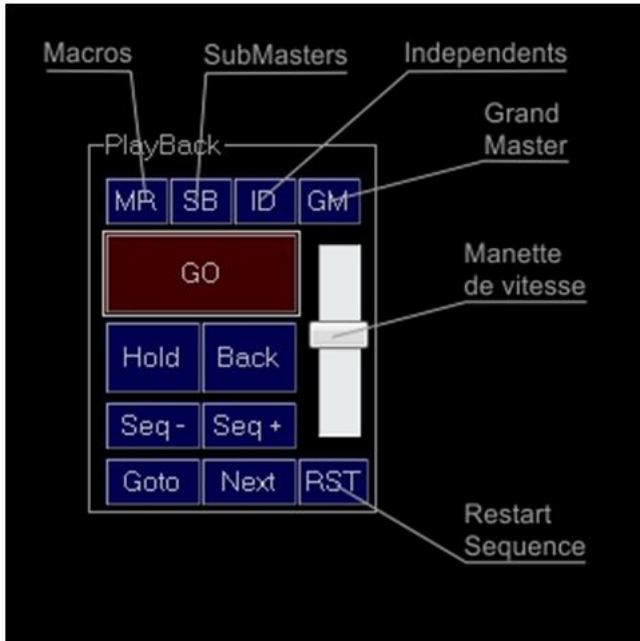 Macros
SubMasters
Independents
Grand
Master
PlayBack
MR SB ID GM
GO
Manette
de vitesse
Hold Back
Seq - Seq +
Goto Next RST
Restart
Sequence